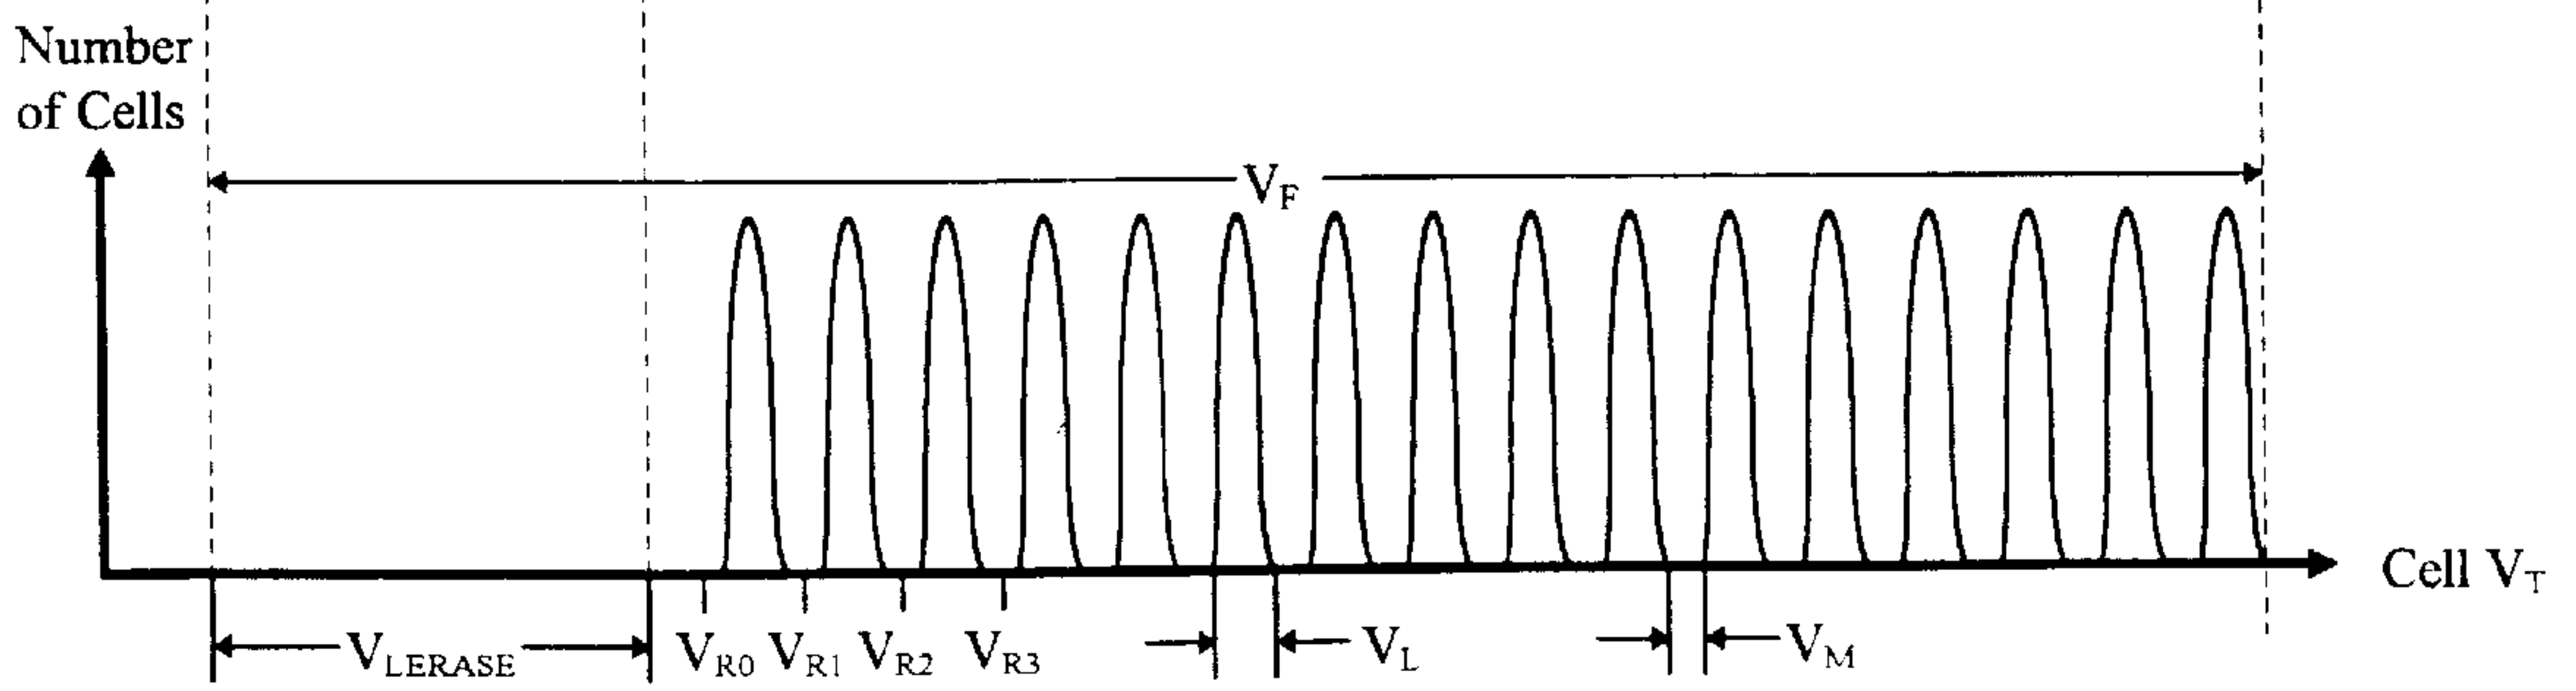 Number
of Cells
V_F
Cell V_T
V_LERASE
V_R0 V_R1 V_R2 V_R3
V_L
V_M